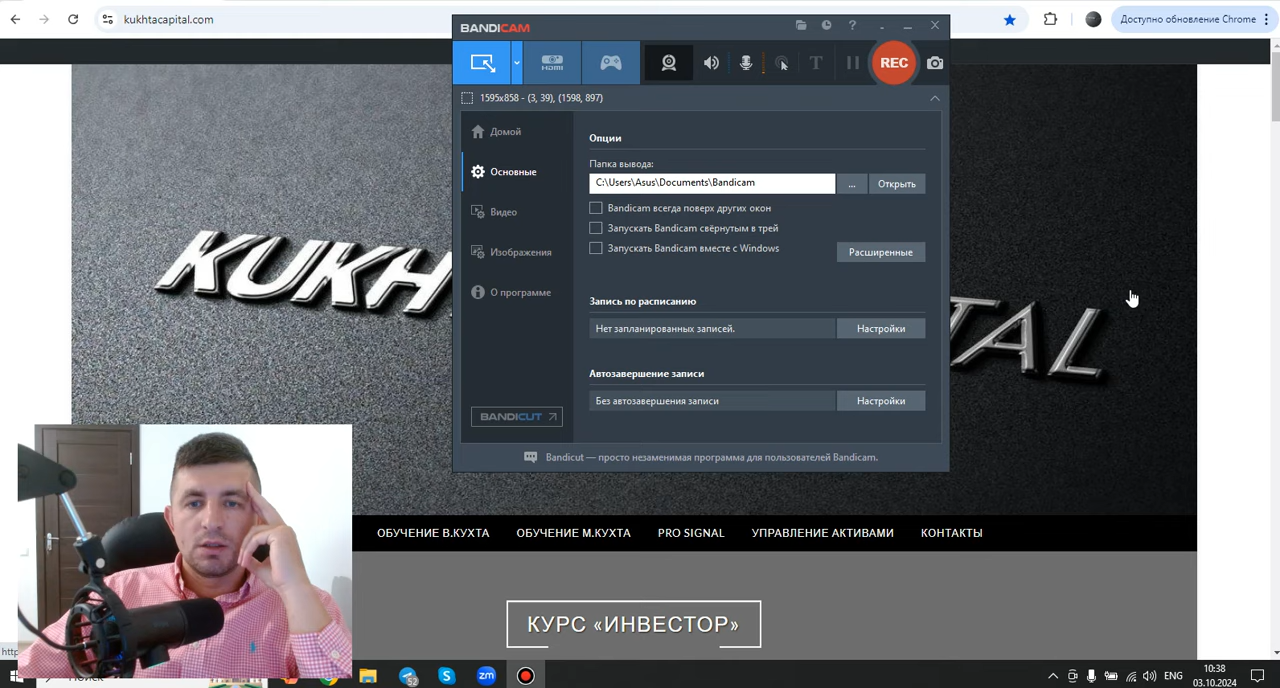 kukhtacapital.com
Доступно обновление Chrome
BANDICAM
HDMI
REC
1595x858 - (3, 39), (1598, 897)
Домой
Основные
Видео
Изображения
О программе
BANDICUT
Опции
Папка вывода:
C:\Users\Asus\Documents\Bandicam
...
Открыть
Bandicam всегда поверх других окон
Запускать Bandicam свёрнутым в трей
Запускать Bandicam вместе с Windows
Расширенные
Запись по расписанию
Нет запланированных записей.
Настройки
Автозавершение записи
Без автозавершения записи
Настройки
Bandicut — просто незаменимая программа для пользователей Bandicam.
KUKH
TAL
ОБУЧЕНИЕ В.КУХТА
ОБУЧЕНИЕ М.КУХТА
PRO SIGNAL
УПРАВЛЕНИЕ АКТИВАМИ
КОНТАКТЫ
КУРС «ИНВЕСТОР»
zm
ENG
10:38
03.10.2024